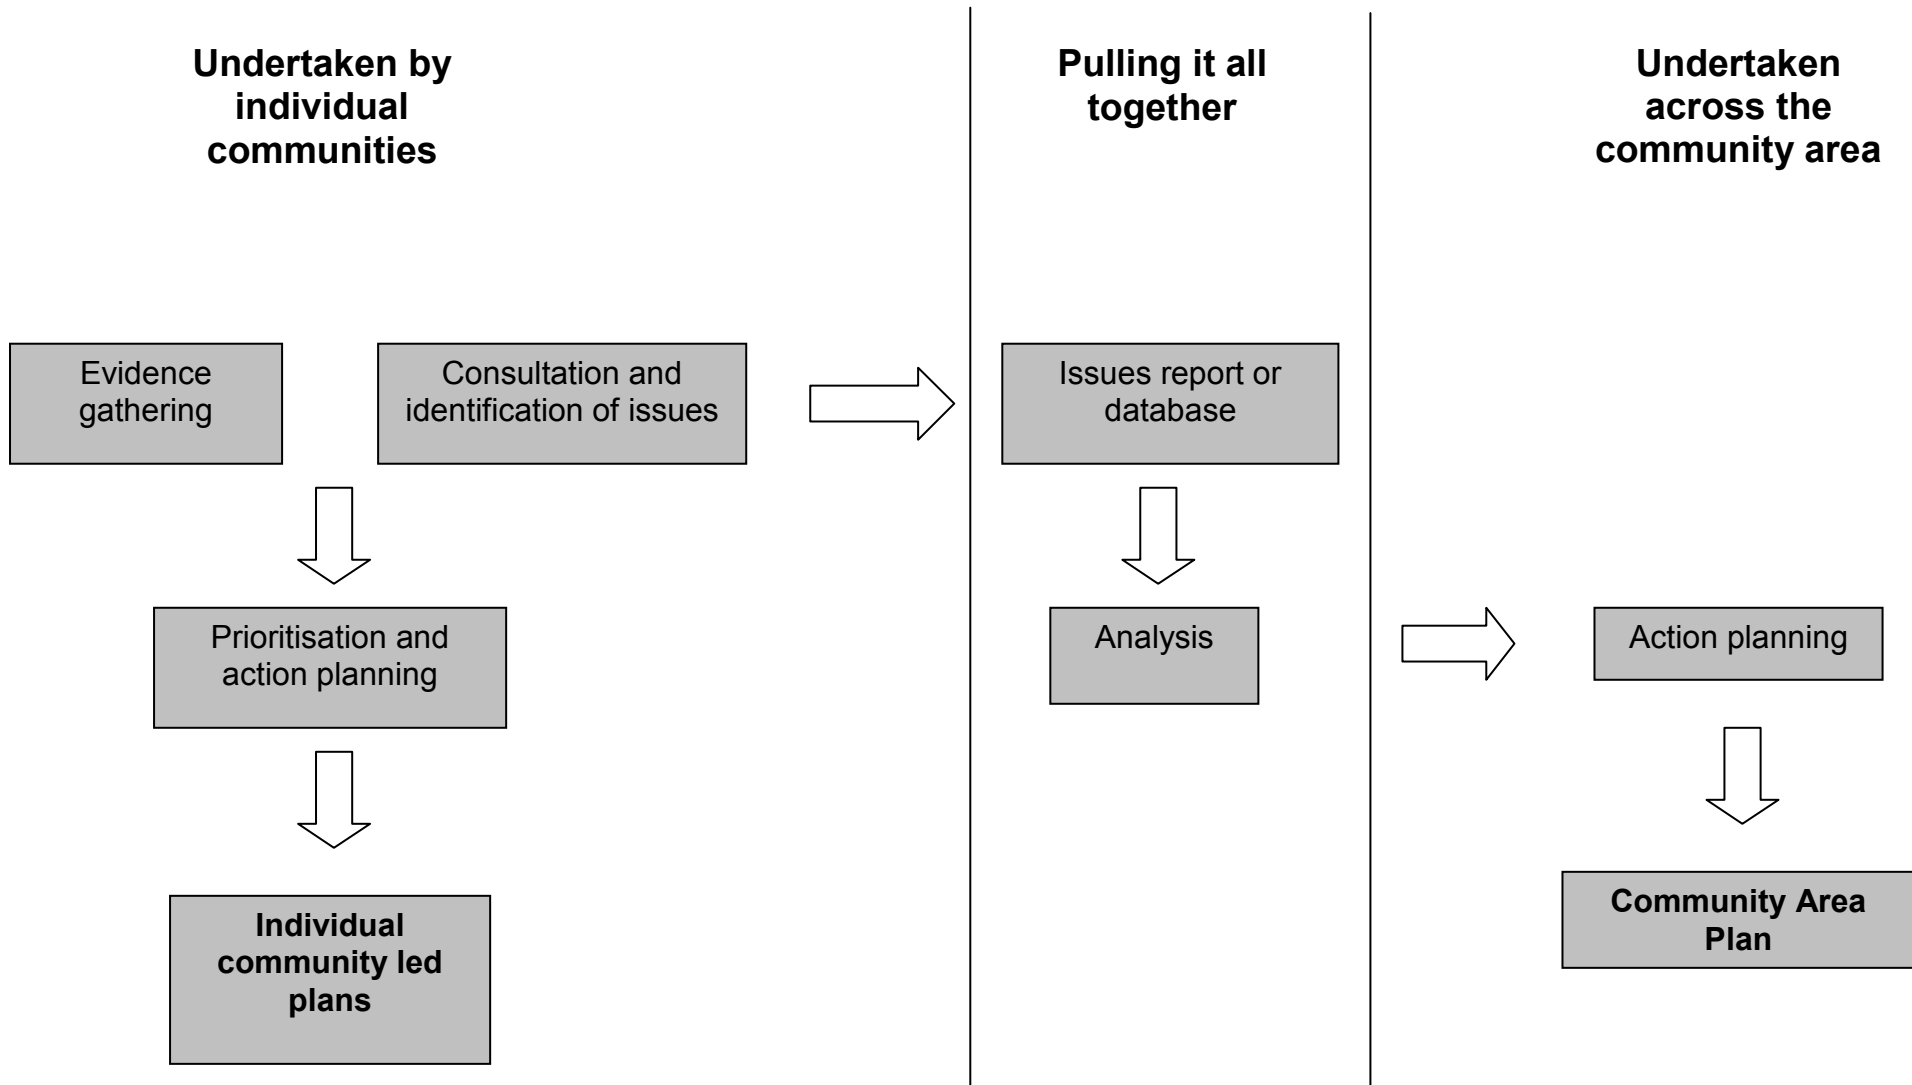 Undertaken by
individual
communities
Pulling it all
together
Undertaken
across the
community area
Evidence
gathering
Consultation and
identification of issues
Issues report or
database
Prioritisation and
action planning
Analysis
Action planning
Individual
community led
plans
Community Area
Plan